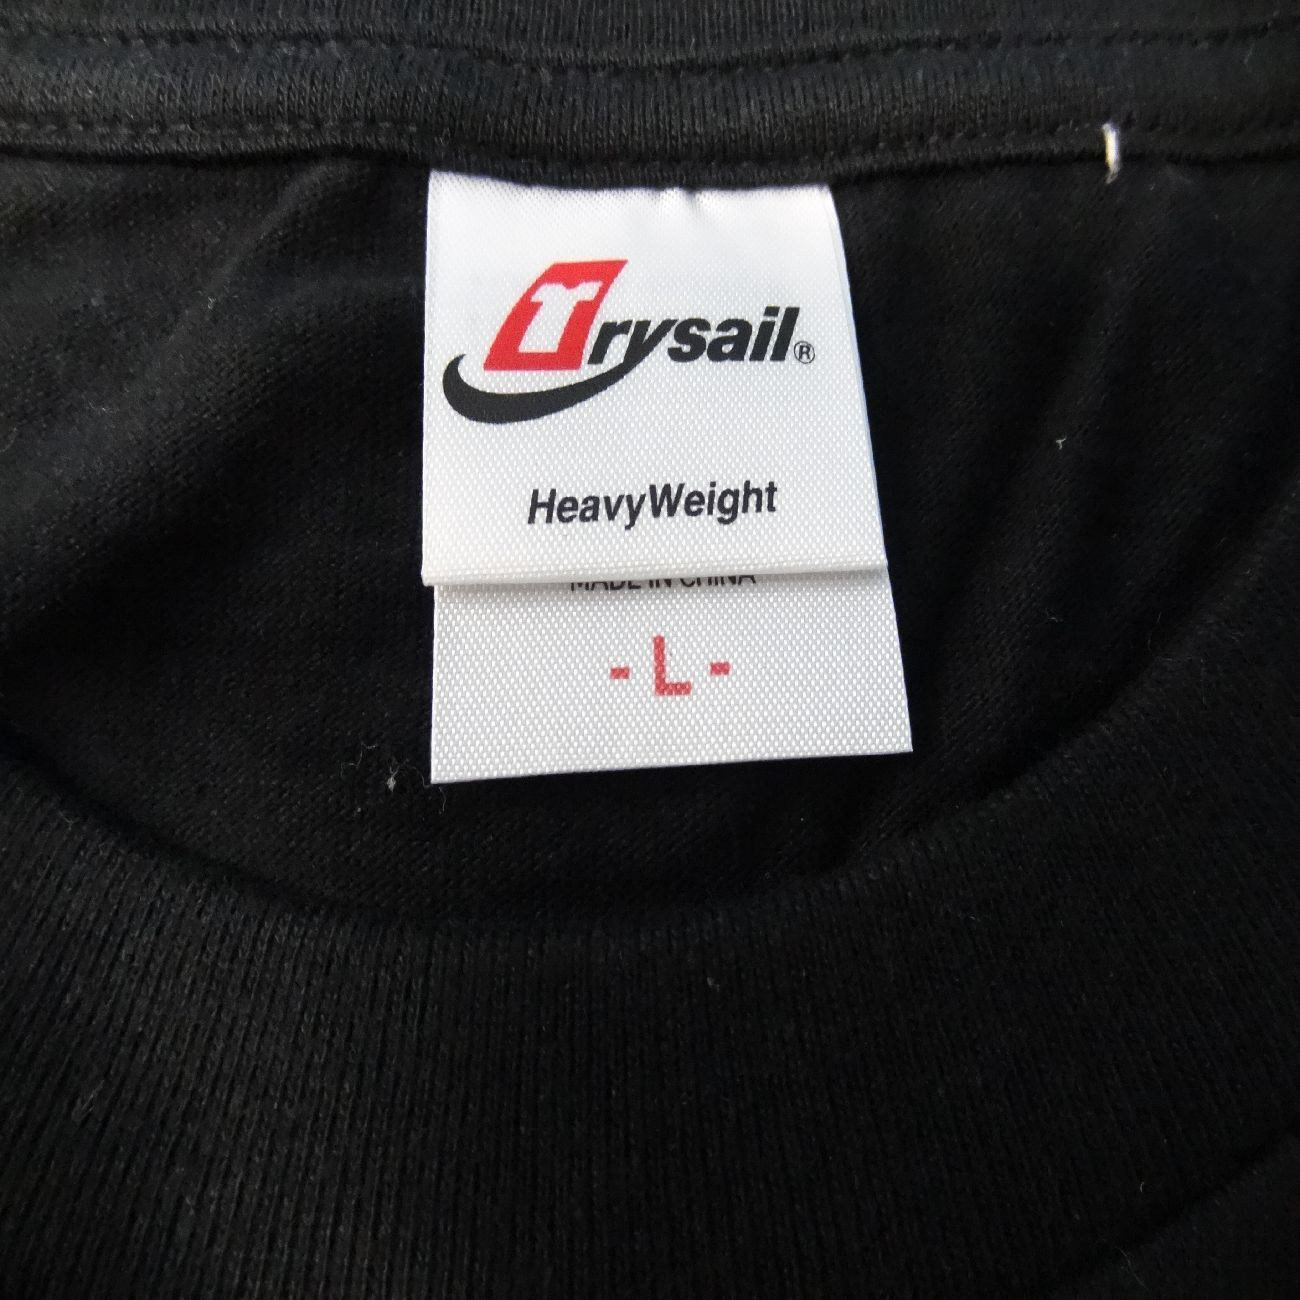 Trysail®
HeavyWeight
MADE IN CHINA
- L -